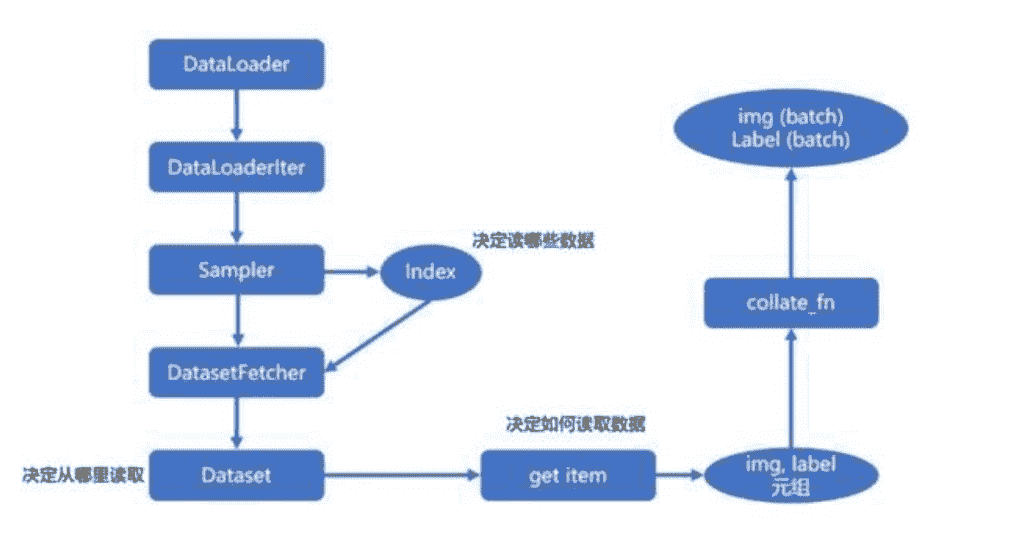 DataLoader
DataLoaderIter
Sampler
Index
决定读哪些数据
DatasetFetcher
决定从哪里读取
Dataset
决定如何读取数据
get item
img, label
元组
collate_fn
img (batch)
Label (batch)